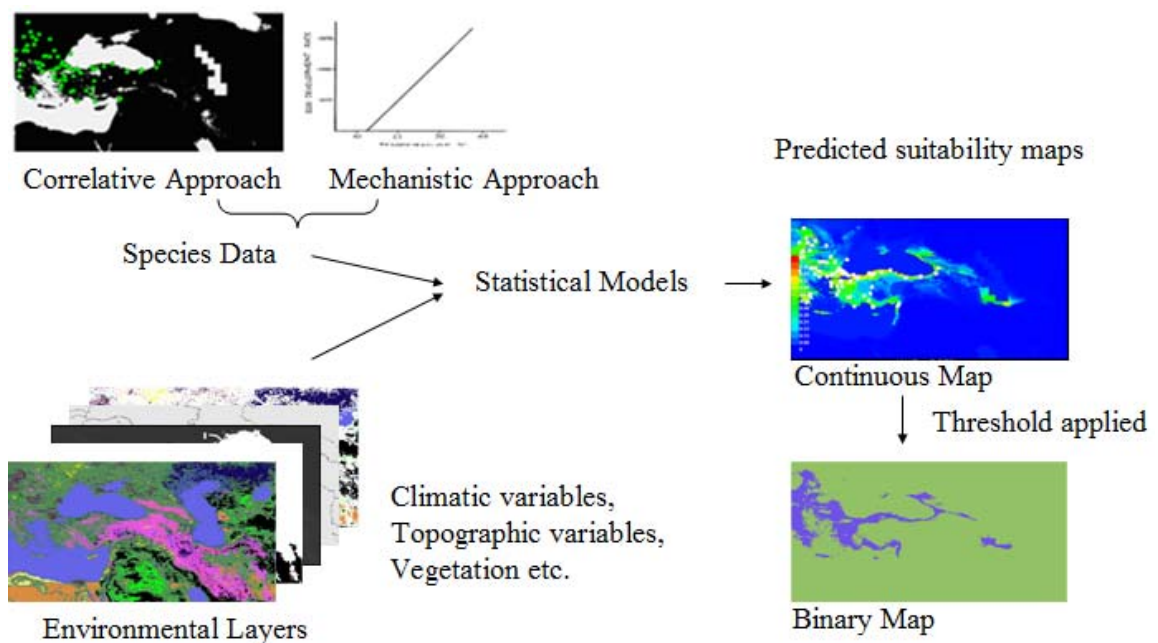 Correlative Approach
Mechanistic Approach
Species Data
Statistical Models
Predicted suitability maps
Continuous Map
Threshold applied
Binary Map
Climatic variables,
Topographic variables,
Vegetation etc.
Environmental Layers